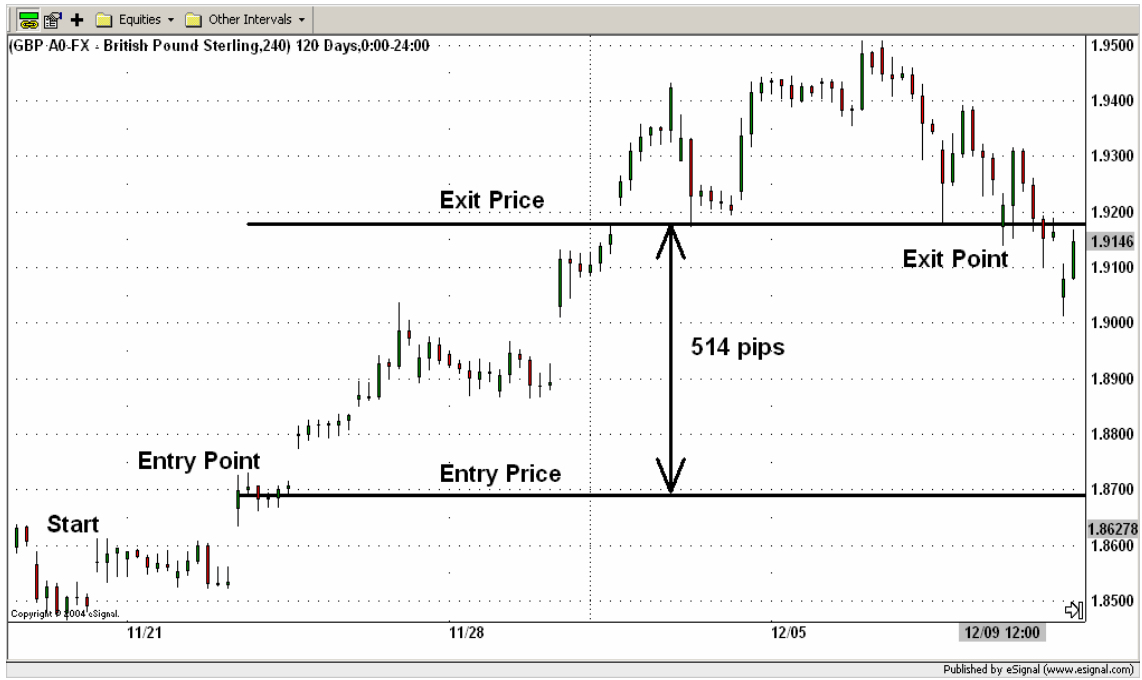 Equities Other Intervals
(GBP A0-FX - British Pound Sterling,240) 120 Days,0:00-24:00
1.9500
1.9400
1.9300
Exit Price
1.9200
1.9146
Exit Point
1.9100
1.9000
514 pips
1.8900
1.8800
Entry Point
Entry Price
1.8700
Start
1.86278
1.8600
1.8500
Copyright © 2004 eSignal.
11/21 11/28 12/05 12/09 12:00
Published by eSignal (www.esignal.com)